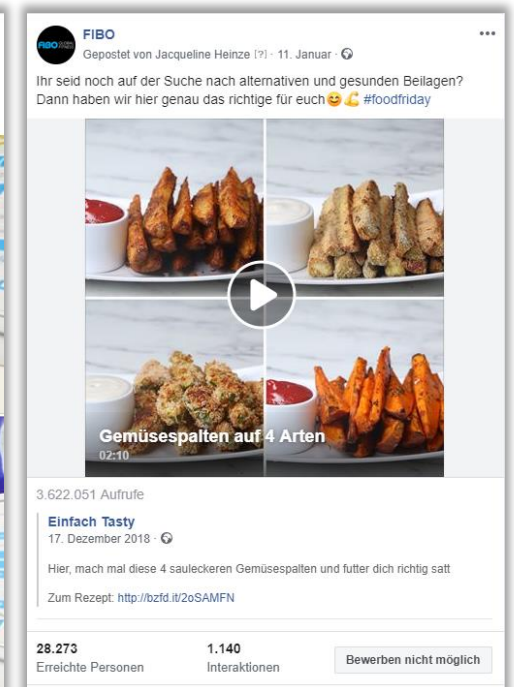 FIBO
FIBO GLOBAL FITNESS
Gepostet von Jacqueline Heinze [?] · 11. Januar ·
•••
Ihr seid noch auf der Suche nach alternativen und gesunden Beilagen?
Dann haben wir hier genau das richtige für euch😊💪 #foodfriday
Gemüsespalten auf 4 Arten
02:10
3.622.051 Aufrufe
Einfach Tasty
17. Dezember 2018 ·
Hier, mach mal diese 4 sauleckeren Gemüsespalten und futter dich richtig satt
Zum Rezept: http://bzfd.it/2oSAMFN
28.273
Erreichte Personen
1.140
Interaktionen
Bewerben nicht möglich